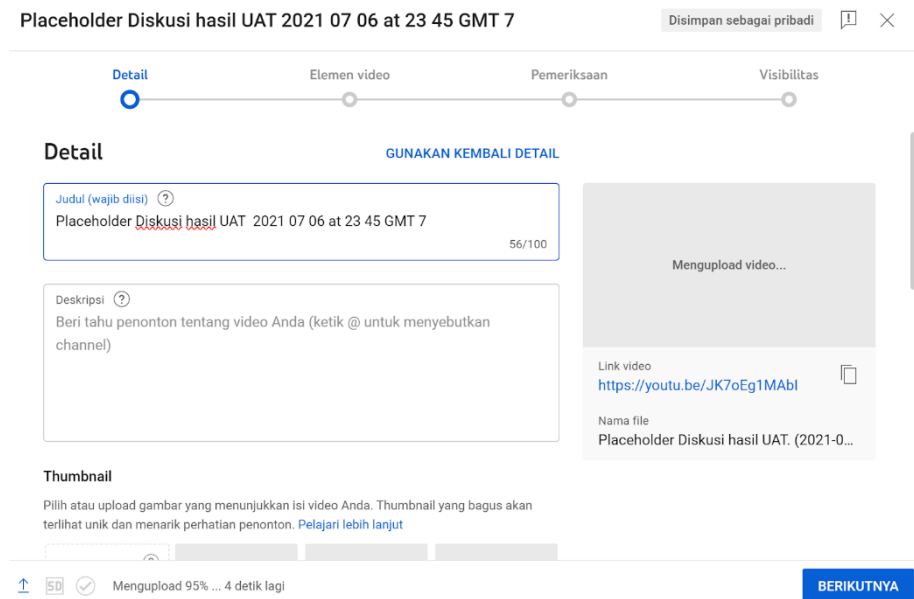 Placeholder Diskusi hasil UAT 2021 07 06 at 23 45 GMT 7
Disimpan sebagai pribadi
Detail
Elemen video
Pemeriksaan
Visibilitas
Detail
GUNAKAN KEMBALI DETAIL
Judul (wajib diisi)
Placeholder Diskusi hasil UAT  2021 07 06 at 23 45 GMT 7
56/100
Deskripsi
Beri tahu penonton tentang video Anda (ketik @ untuk menyebutkan
channel)
Mengupload video...
Link video
https://youtu.be/JK7oEg1MAbI
Nama file
Placeholder Diskusi hasil UAT. (2021-0...
Thumbnail
Pilih atau upload gambar yang menunjukkan isi video Anda. Thumbnail yang bagus akan
terlihat unik dan menarik perhatian penonton. Pelajari lebih lanjut
SD
Mengupload 95% ... 4 detik lagi
BERIKUTNYA